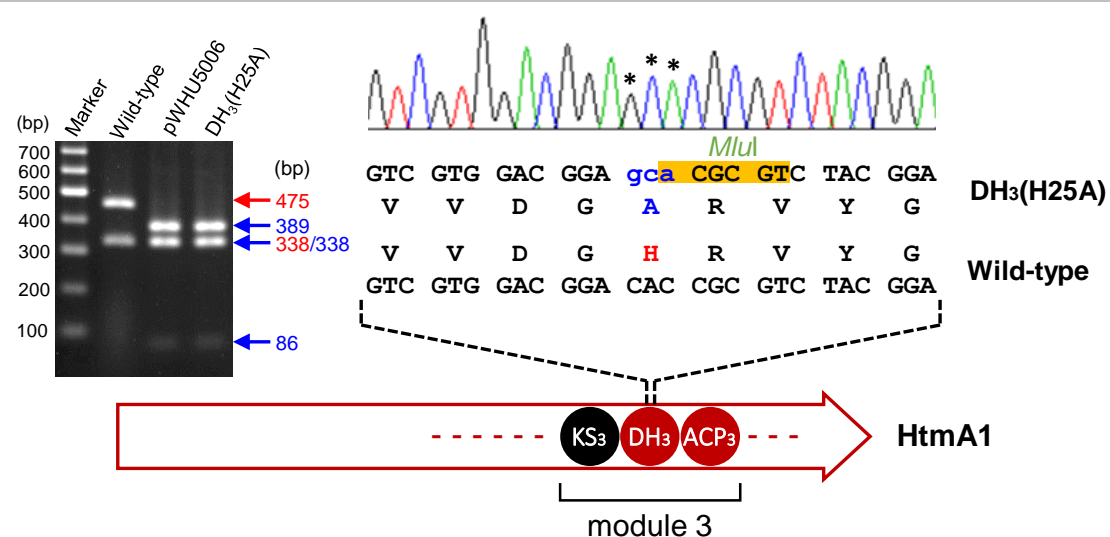 (bp)
Marker
Wild-type
pWHU5006
DH3(H25A)
700
600
500
400
300
200
100
(bp)
475
389
338/338
86
* * *
MluI
GTC GTG GAC GGA gca CGC GTC TAC GGA
V V D G A R V Y G
DH3(H25A)
V V D G H R V Y G
GTC GTG GAC GGA CAC CGC GTC TAC GGA
Wild-type
KS3
DH3
ACP3
HtmA1
module 3